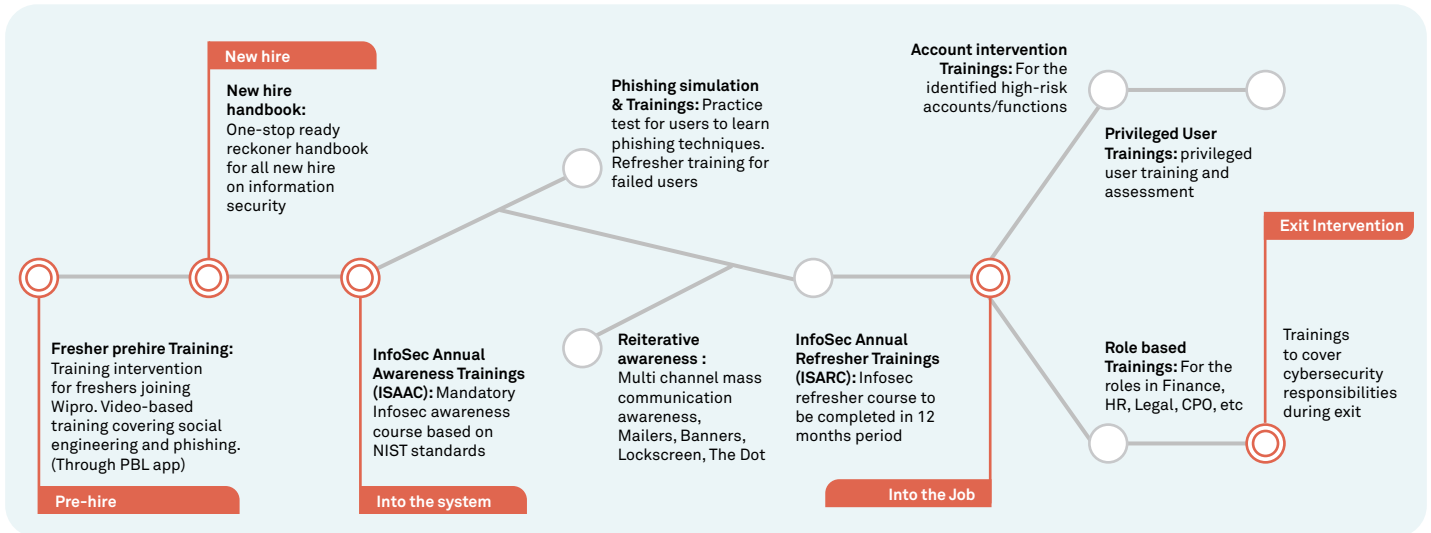 New hire
New hire
handbook:
One-stop ready
reckoner handbook
for all new hire
on information
security
Fresher prehire Training:
Training intervention
for freshers joining
Wipro. Video-based
training covering social
engineering and phishing.
(Through PBL app)
Pre-hire
InfoSec Annual
Awareness Trainings
(ISAAC): Mandatory
Infosec awareness
course based on
NIST standards
Into the system
Phishing simulation
& Trainings: Practice
test for users to learn
phishing techniques.
Refresher training for
failed users
Reiterative
awareness :
Multi channel mass
communication
awareness,
Mailers, Banners,
Lockscreen, The Dot
InfoSec Annual
Refresher Trainings
(ISARC): Infosec
refresher course to
be completed in 12
months period
Into the Job
Account intervention
Trainings: For the
identified high-risk
accounts/functions
Privileged User
Trainings: privileged
user training and
assessment
Role based
Trainings: For the
roles in Finance,
HR, Legal, CPO, etc
Exit Intervention
Trainings
to cover
cybersecurity
responsibilities
during exit